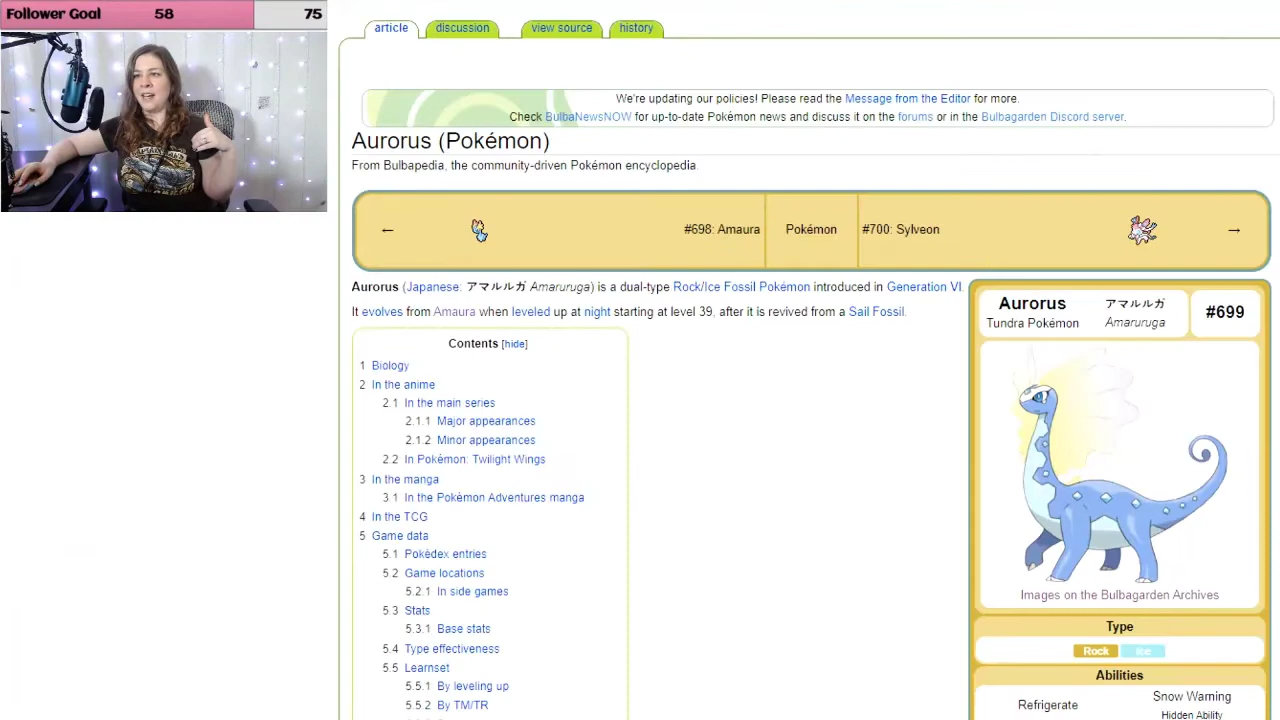 Follower Goal 58 75
article discussion view source history
We're updating our policies! Please read the Message from the Editor for more.
Check BulbaNewsNOW for up-to-date Pokémon news and discuss it on the forums or in the Bulbagarden Discord server.
Aurorus (Pokémon)
From Bulbapedia, the community-driven Pokémon encyclopedia.
← #698: Amaura Pokémon #700: Sylveon →
Aurorus (Japanese: アマルルガ Amaruruga) is a dual-type Rock/Ice Fossil Pokémon introduced in Generation VI.
It evolves from Amaura when leveled up at night starting at level 39, after it is revived from a Sail Fossil.
Contents [hide]
1 Biology
2 In the anime
2.1 In the main series
2.1.1 Major appearances
2.1.2 Minor appearances
2.2 In Pokémon: Twilight Wings
3 In the manga
3.1 In the Pokémon Adventures manga
4 In the TCG
5 Game data
5.1 Pokédex entries
5.2 Game locations
5.2.1 In side games
5.3 Stats
5.3.1 Base stats
5.4 Type effectiveness
5.5 Learnset
5.5.1 By leveling up
5.5.2 By TM/TR
Aurorus アマルルガ #699
Tundra Pokémon Amaruruga
Images on the Bulbagarden Archives
Type
Rock Ice
Abilities
Refrigerate Snow Warning
Hidden Ability